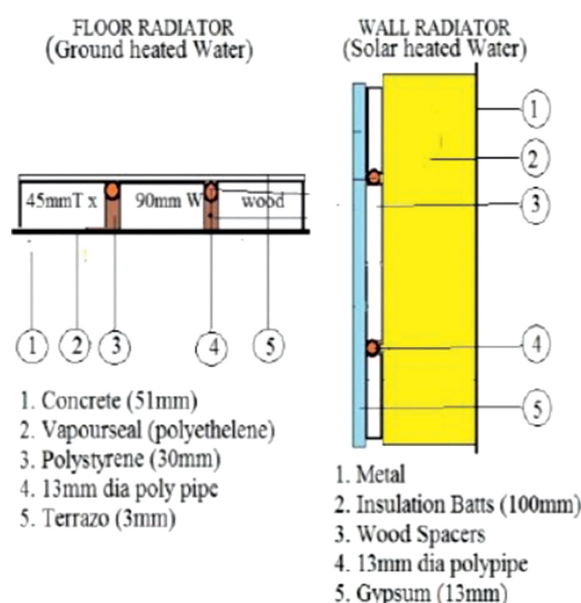 FLOOR RADIATOR
(Ground heated Water)
45mmT x
90mm W
wood
1
2
3
4
5
1. Concrete (51mm)
2. Vapourseal (polyethelene)
3. Polystyrene (30mm)
4. 13mm dia poly pipe
5. Terrazo (3mm)
WALL RADIATOR
(Solar heated Water)
1
2
3
4
5
1. Metal
2. Insulation Batts (100mm)
3. Wood Spacers
4. 13mm dia polypipe
5. Gypsum (13mm)